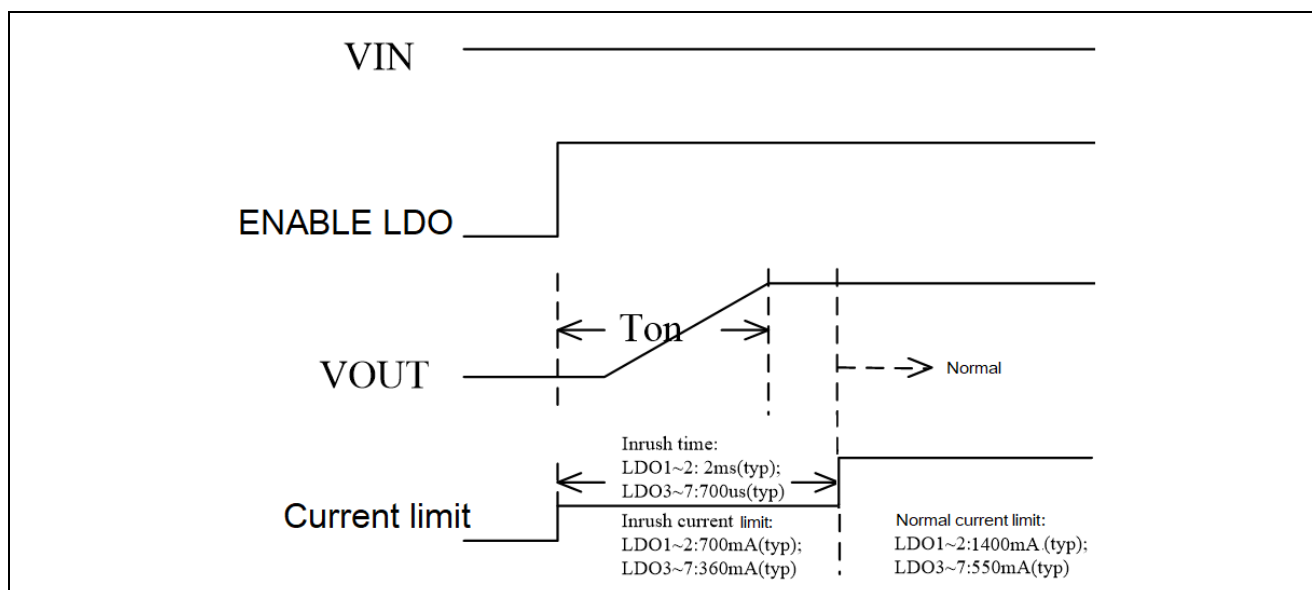 VIN
ENABLE LDO
Ton
VOUT
Normal
Inrush time:
LDO1~2: 2ms(typ);
LDO3~7:700us(typ)
Current limit
Inrush current limit:
LDO1~2:700mA(typ);
LDO3~7:360mA(typ)
Normal current limit:
LDO1~2:1400mA.(typ);
LDO3~7:550mA(typ)